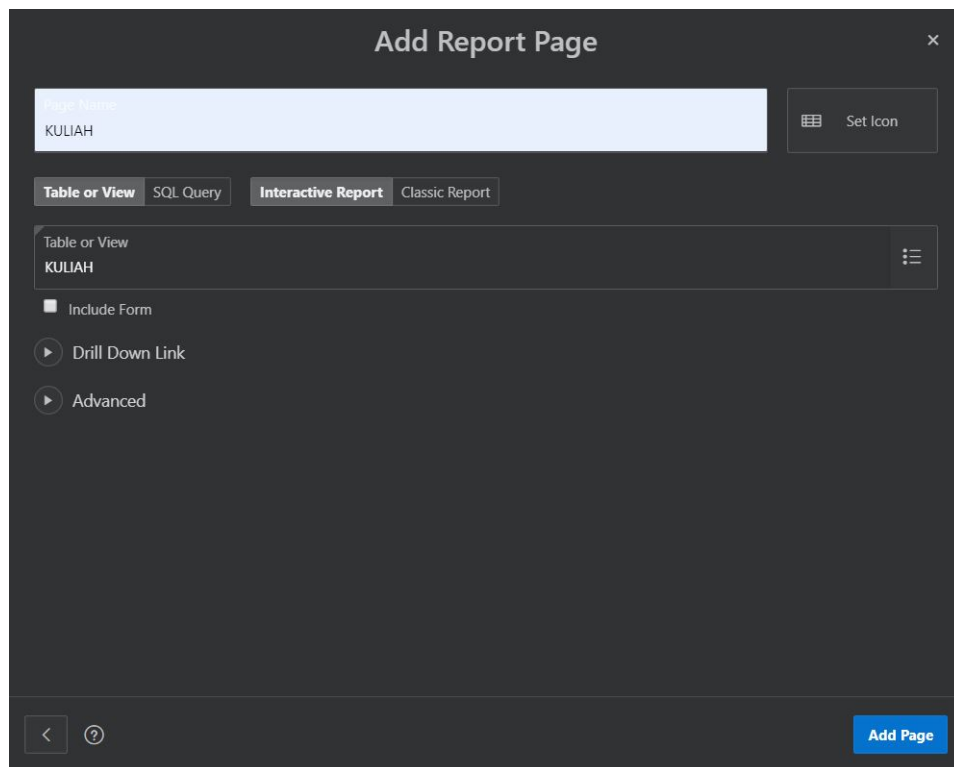 Add Report Page
Page Name
KULIAH
Set Icon
Table or View SQL Query Interactive Report Classic Report
Table or View
KULIAH
Include Form
Drill Down Link
Advanced
Add Page